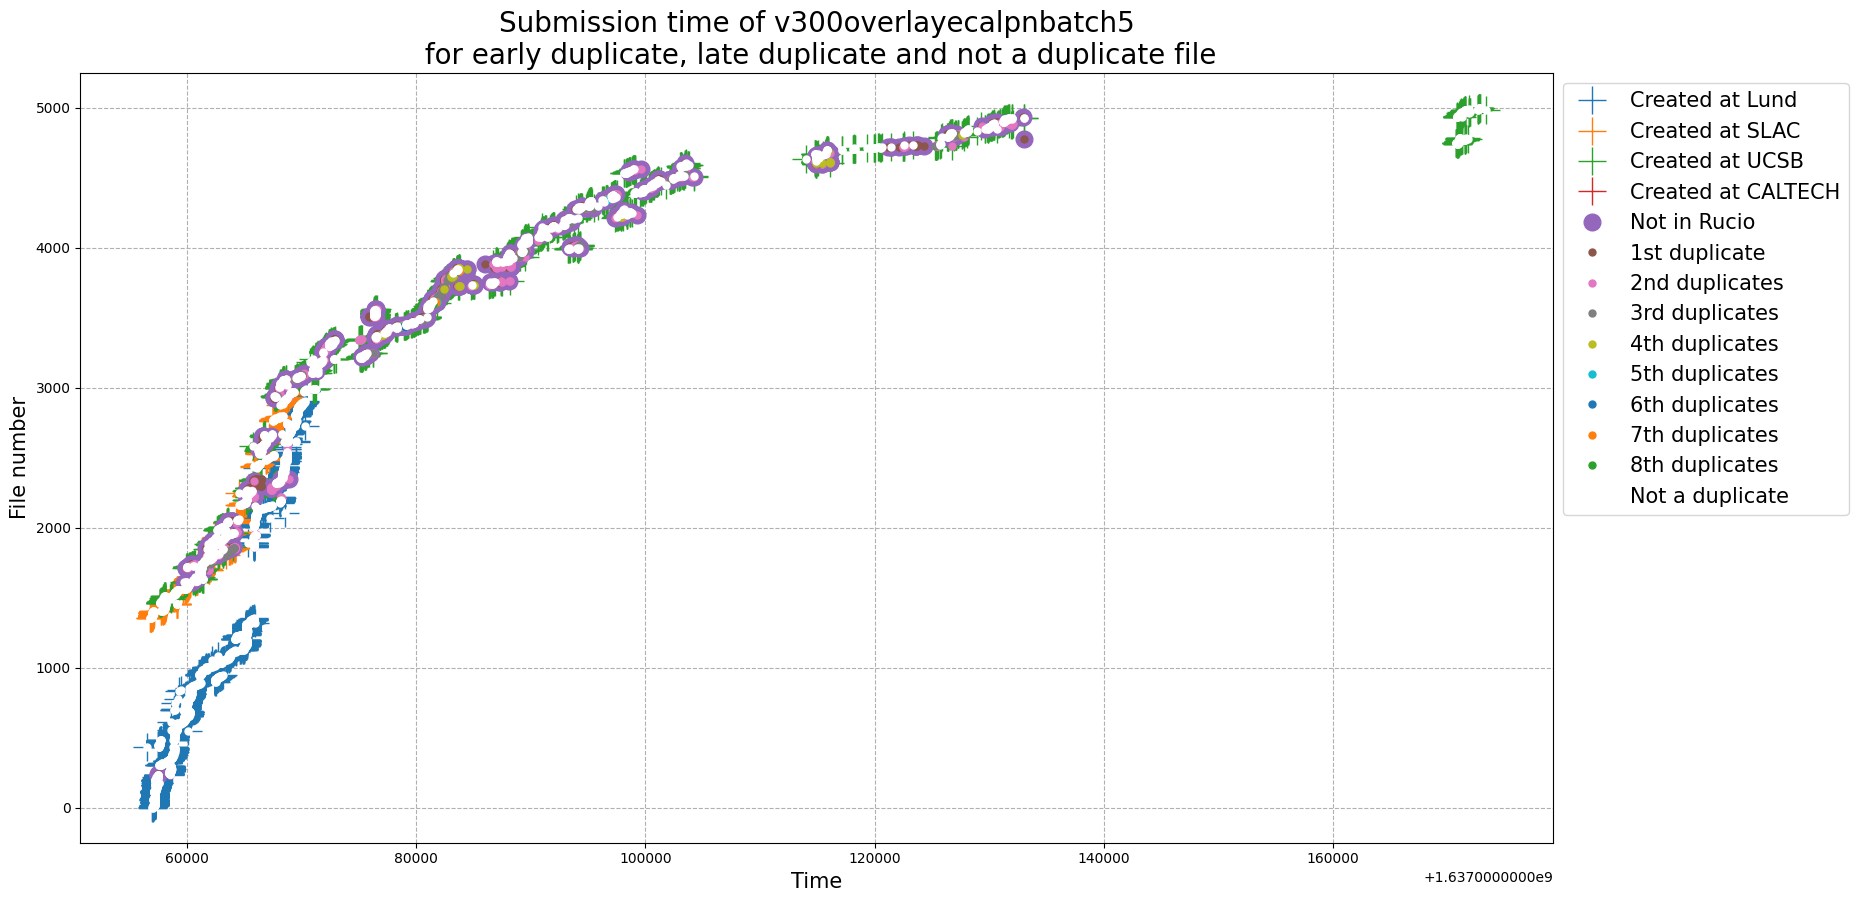 Submission time of v300overlayecalpnbatch5
for early duplicate, late duplicate and not a duplicate file
File number
5000
4000
3000
2000
1000
0
60000
80000
100000
120000
140000
160000
+1.6370000000e9
Time
Created at Lund
Created at SLAC
Created at UCSB
Created at CALTECH
Not in Rucio
1st duplicate
2nd duplicates
3rd duplicates
4th duplicates
5th duplicates
6th duplicates
7th duplicates
8th duplicates
Not a duplicate